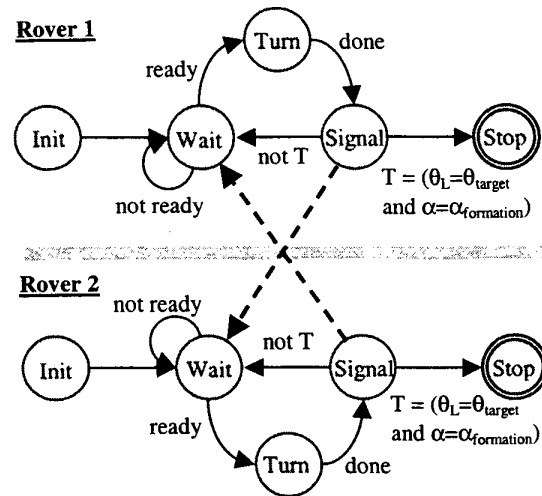 Rover 1
Turn
ready
done
Init
Wait
Signal
Stop
not T
not ready
T = (θL=θtarget
and α=αformation)
Rover 2
not ready
not T
Init
Wait
Signal
Stop
ready
T = (θL=θtarget
and α=αformation)
Turn
done